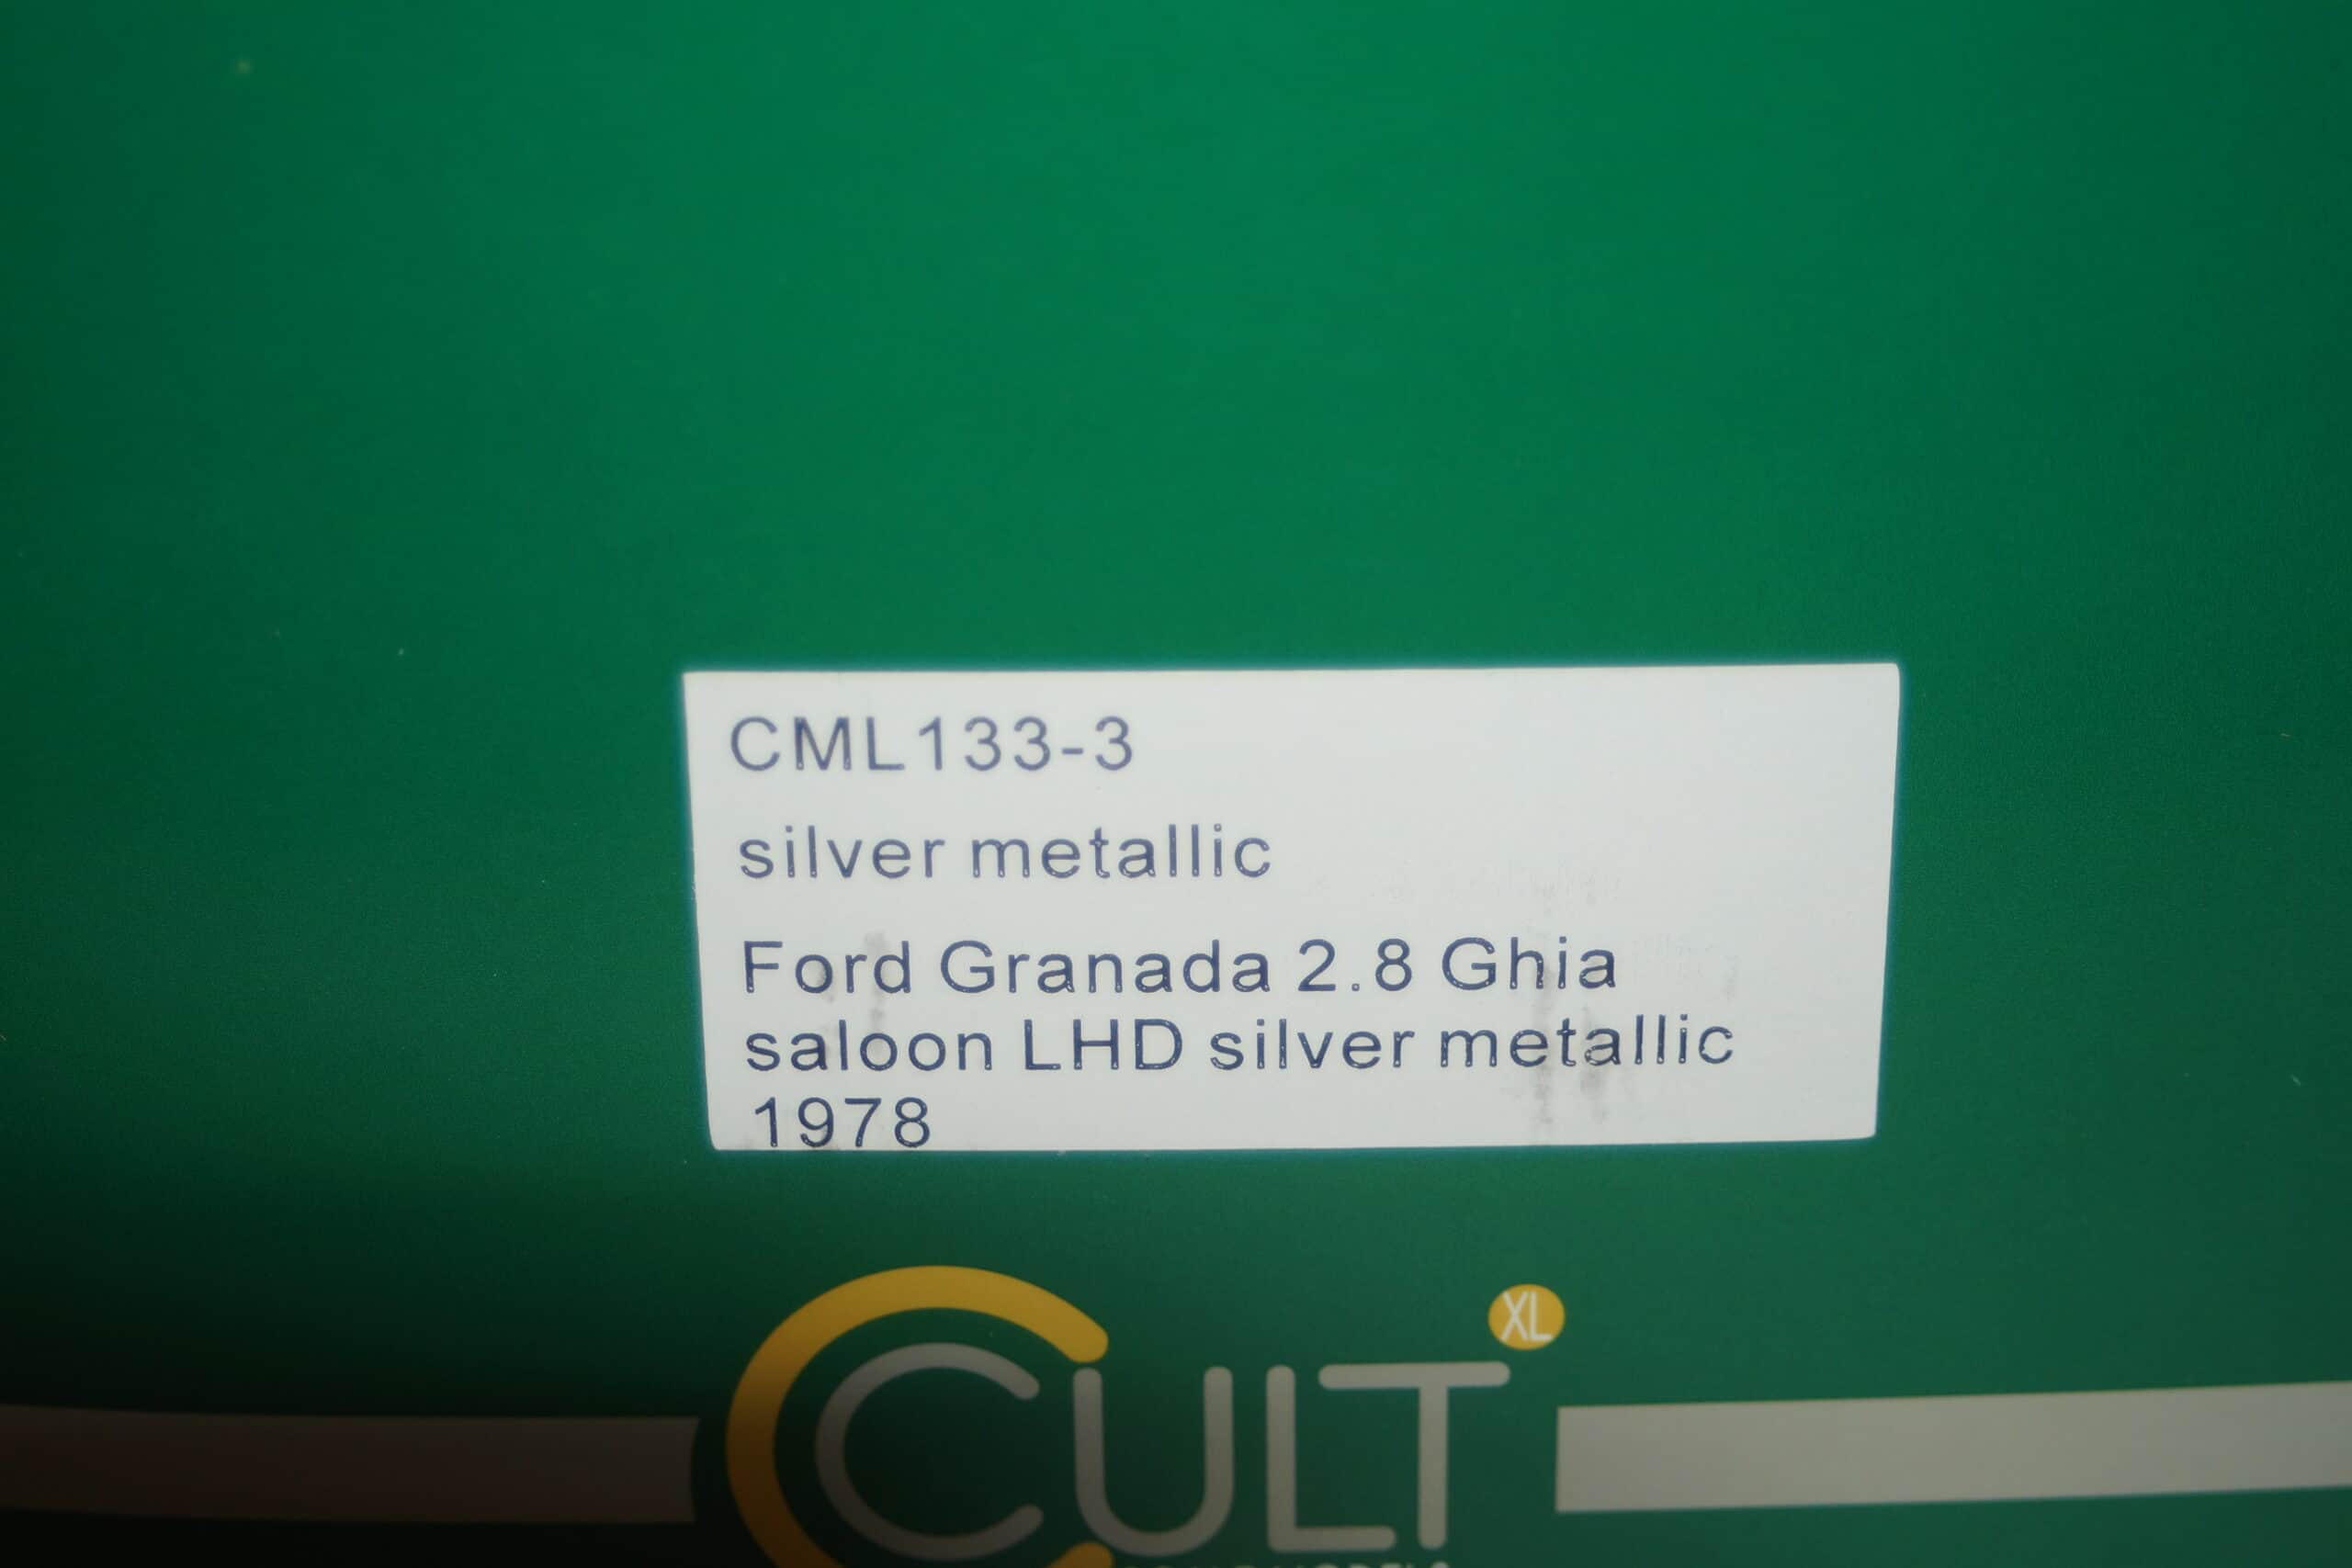 CML133-3
silver metallic
Ford Granada 2.8 Ghia
saloon LHD silver metallic
1978
XL
CULT